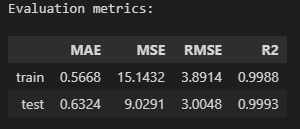 Evaluation metrics:
MAE MSE RMSE R2
train 0.5668 15.1432 3.8914 0.9988
test 0.6324 9.0291 3.0048 0.9993